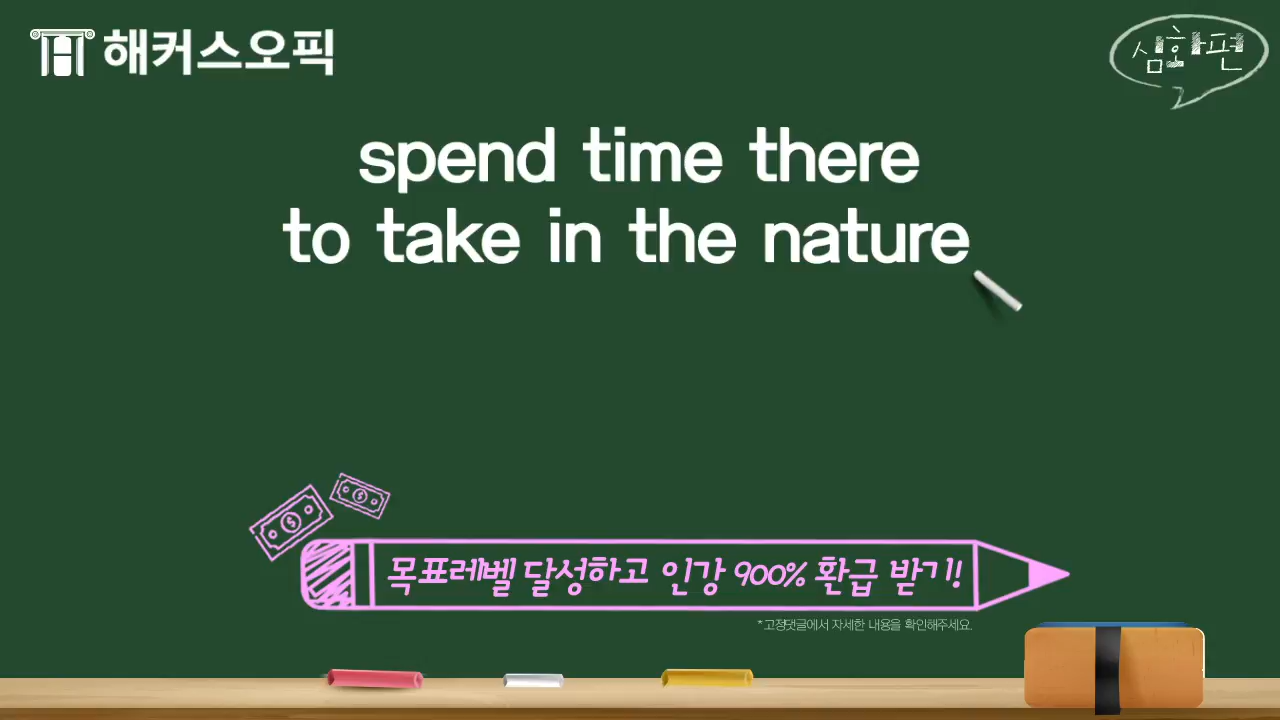 해커스오픽
심화편
spend time there
to take in the nature
목표레벨 달성하고 인강 900% 환급 받기!
*고정댓글에서 자세한 내용을 확인해주세요.